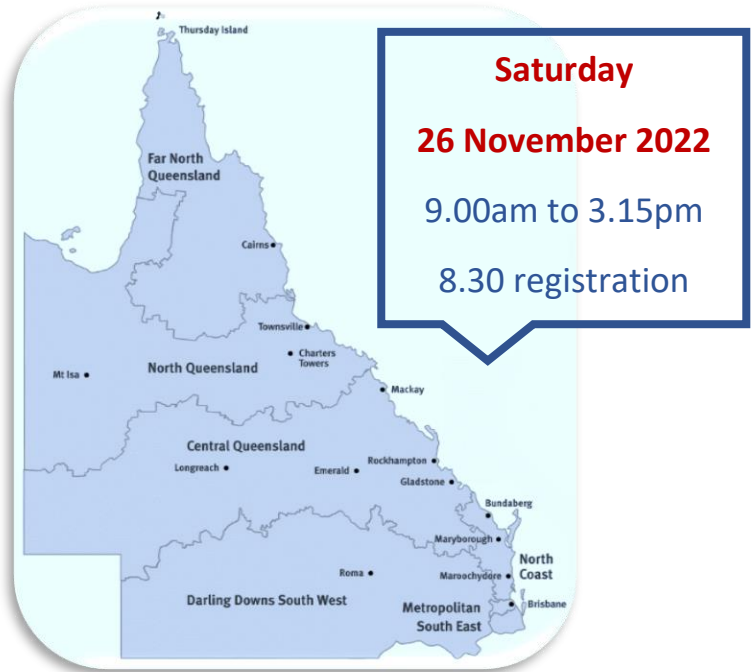 Thursday Island
Saturday
26 November 2022
9.00am to 3.15pm
8.30 registration
Far North
Queensland
Cairns
Townsville
Charters
Towers
North Queensland
Mt Isa
Mackay
Central Queensland
Longreach
Emerald
Rockhampton
Gladstone
Bundaberg
Maryborough
North
Coast
Roma
Maroochydore
Darling Downs South West
Metropolitan
South East
Brisbane